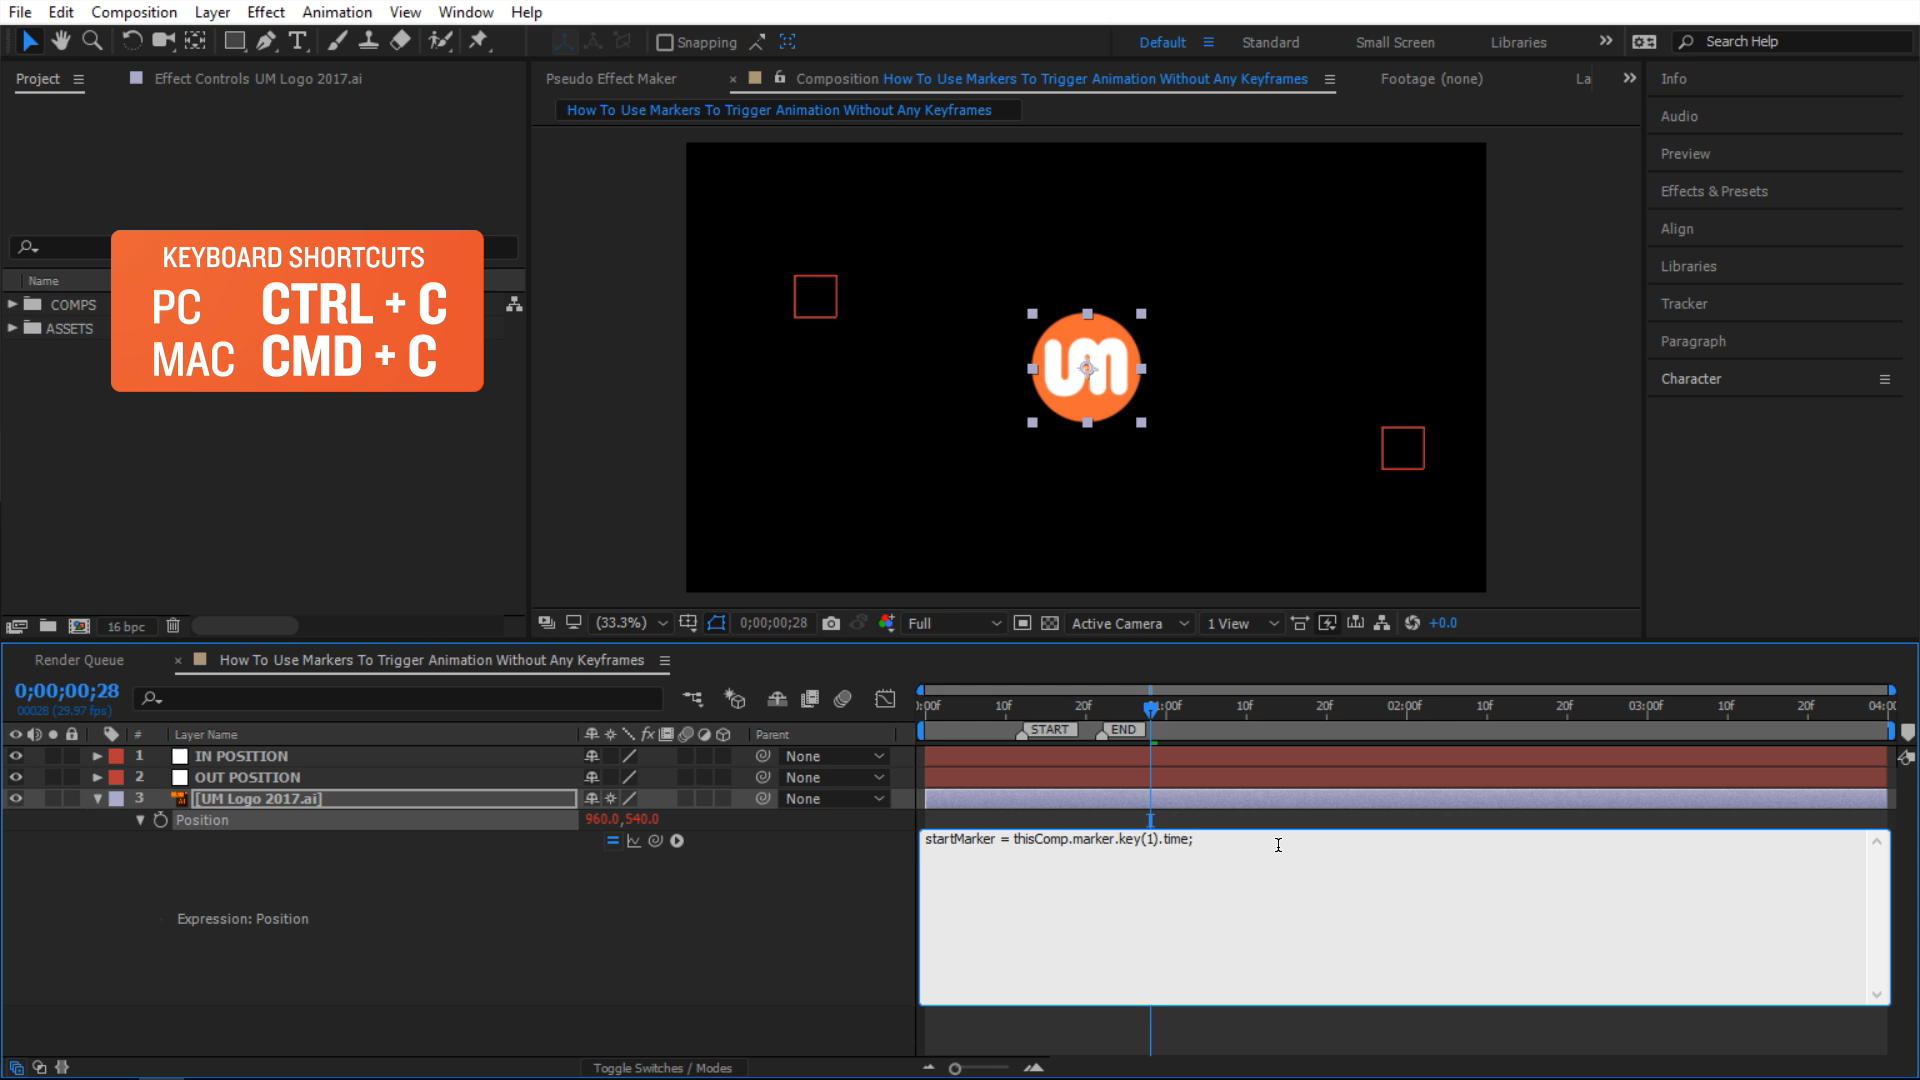 File Edit Composition Layer Effect Animation View Window Help
Snapping Default Standard Small Screen Libraries Search Help
Project Effect Controls UM Logo 2017.ai
Pseudo Effect Maker Composition How To Use Markers To Trigger Animation Without Any Keyframes Footage (none) La
How To Use Markers To Trigger Animation Without Any Keyframes
Info
Audio
Preview
Effects & Presets
Align
Libraries
Tracker
Paragraph
Character
KEYBOARD SHORTCUTS
PC CTRL + C
MAC CMD + C
Name
COMPS
ASSETS
UM
16 bpc
(33.3%) 0;00;00;28 Full Active Camera 1 View +0.0
Render Queue How To Use Markers To Trigger Animation Without Any Keyframes
0;00;00;28
00028 (29.97 fps)
):00f 10f 20f 1:00f 10f 20f 02:00f 10f 20f 03:00f 10f 20f 04:00
START END
# Layer Name fx Parent
1 IN POSITION None
2 OUT POSITION None
3 [UM Logo 2017.ai] None
Position 960.0,540.0
startMarker = thisComp.marker.key(1).time;
Expression: Position
Toggle Switches / Modes